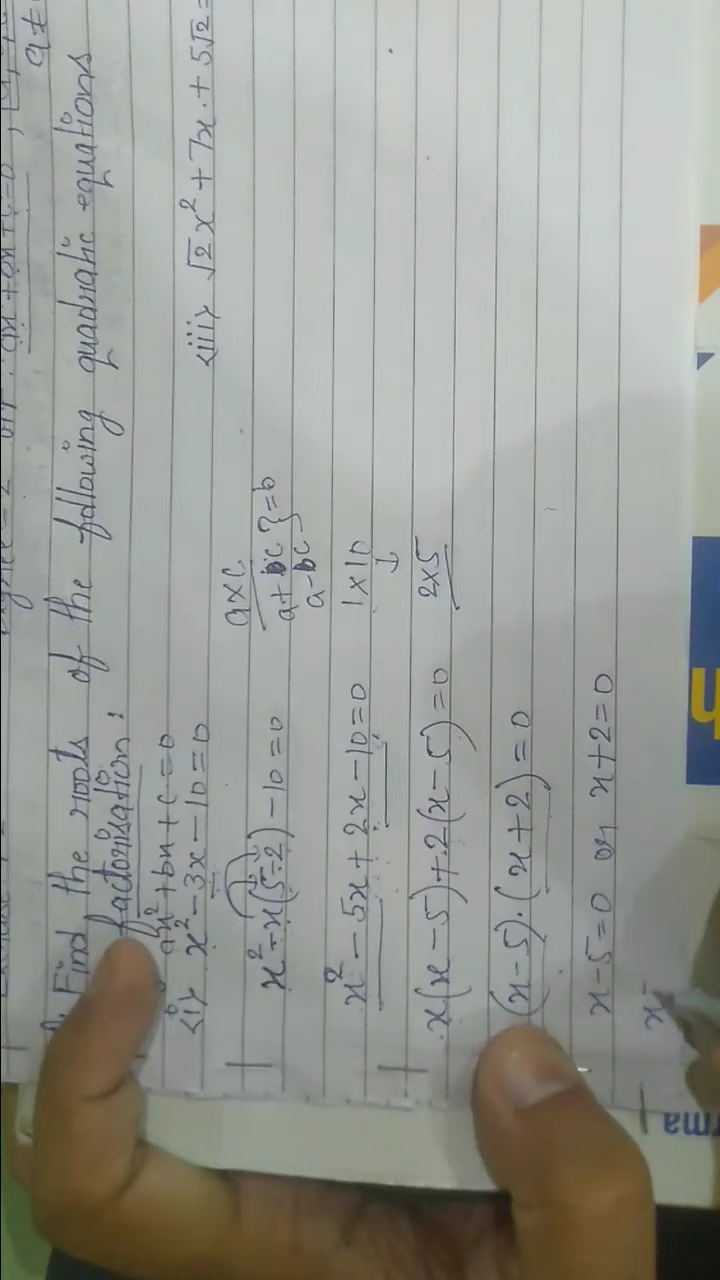 1. Find the roots of the following quadratic equations
factorisation:
ax² + bx + c = 0
<i> x² - 3x - 10 = 0
<iii> √2 x² + 7x + 5√2 =
x² - x(5-2) - 10 = 0
a×c
a + bc } = b
a - bc
x² - 5x + 2x - 10 = 0
1×10
↓
x(x-5) + 2(x-5) = 0
2×5
(x-5)·(x+2) = 0
x-5=0 or x+2=0
x